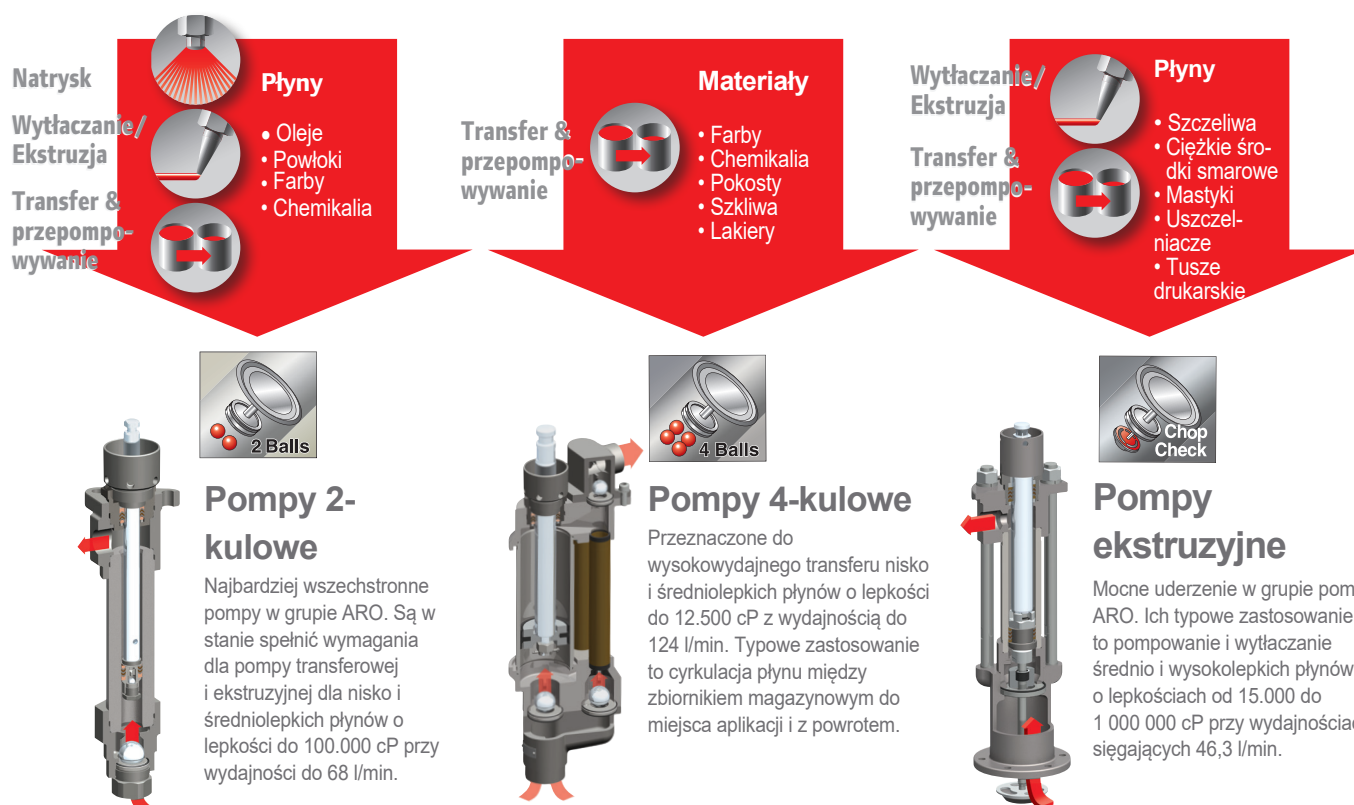 Natrysk
Wytłaczanie/
Ekstruzja
Transfer &
przepompo-
wywanie
Płyny
• Oleje
• Powłoki
• Farby
• Chemikalia
Transfer &
przepompo-
wywanie
Materiały
• Farby
• Chemikalia
• Pokosty
• Szkliwa
• Lakiery
Wytłaczanie/
Ekstruzja
Transfer &
przepompo-
wywanie
Płyny
• Szczeliwa
• Ciężkie śro-
dki smarowe
• Mastyki
• Uszczel-
niacze
• Tusze
drukarskie
2 Balls
Pompy 2-
kulowe
Najbardziej wszechstronne
pompy w grupie ARO. Są w
stanie spełnić wymagania
dla pompy transferowej
i ekstruzyjnej dla nisko i
średniolepkich płynów o
lepkości do 100.000 cP przy
wydajności do 68 l/min.
4 Balls
Pompy 4-kulowe
Przeznaczone do
wysokowydajnego transferu nisko
i średniolepkich płynów o lepkości
do 12.500 cP z wydajnością do
124 l/min. Typowe zastosowanie
to cyrkulacja płynu między
zbiornikiem magazynowym do
miejsca aplikacji i z powrotem.
Chop
Check
Pompy
ekstruzyjne
Mocne uderzenie w grupie pom
ARO. Ich typowe zastosowanie
to pompowanie i wytłaczanie
średnio i wysokolepkich płynów
o lepkościach od 15.000 do
1 000 000 cP przy wydajnościac
sięgających 46,3 l/min.